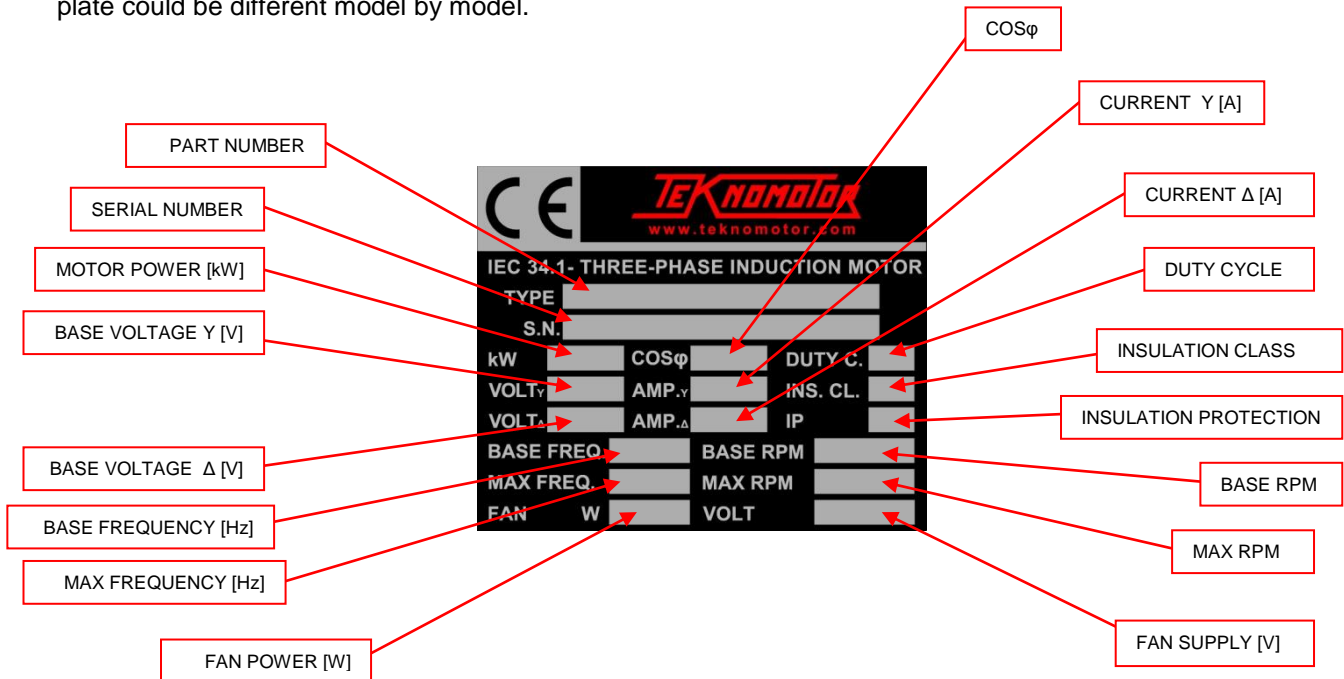 plate could be different model by model.
COSφ
CURRENT Y [A]
PART NUMBER
CURRENT Δ [A]
SERIAL NUMBER
MOTOR POWER [kW]
DUTY CYCLE
BASE VOLTAGE Y [V]
INSULATION CLASS
INSULATION PROTECTION
BASE VOLTAGE Δ [V]
BASE RPM
BASE FREQUENCY [Hz]
MAX RPM
MAX FREQUENCY [Hz]
FAN SUPPLY [V]
FAN POWER [W]
CE
TEKNOMOTOR
www.teknomotor.com
IEC 34.1- THREE-PHASE INDUCTION MOTOR
TYPE
S.N.
kW COSφ DUTY C.
VOLTY AMP.Y INS. CL.
VOLTΔ AMP.Δ IP
BASE FREQ. BASE RPM
MAX FREQ. MAX RPM
FAN W VOLT